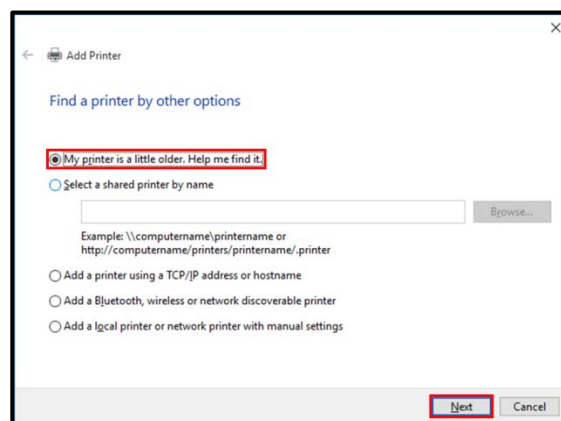 Add Printer
Find a printer by other options
My printer is a little older. Help me find it.
Select a shared printer by name
Browse...
Example: \\computername\printername or
http://computername/printers/printername/.printer
Add a printer using a TCP/IP address or hostname
Add a Bluetooth, wireless or network discoverable printer
Add a local printer or network printer with manual settings
Next Cancel